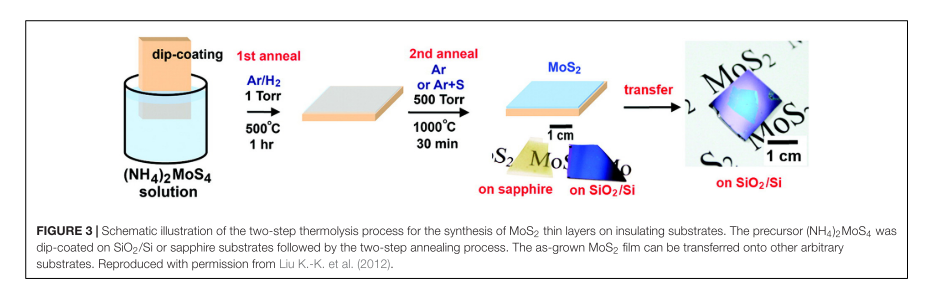 dip-coating
(NH4)2MoS4
solution
1st anneal
Ar/H2
1 Torr
500°C
1 hr
2nd anneal
Ar
or Ar+S
500 Torr
1000°C
30 min
MoS2
1 cm
S2 MoS
on sapphire
on SiO2/Si
transfer
MoS2
MoS
1 cm
on SiO2/Si
FIGURE 3 | Schematic illustration of the two-step thermolysis process for the synthesis of MoS2 thin layers on insulating substrates. The precursor (NH4)2MoS4 was
dip-coated on SiO2/Si or sapphire substrates followed by the two-step annealing process. The as-grown MoS2 film can be transferred onto other arbitrary
substrates. Reproduced with permission from Liu K.-K. et al. (2012).